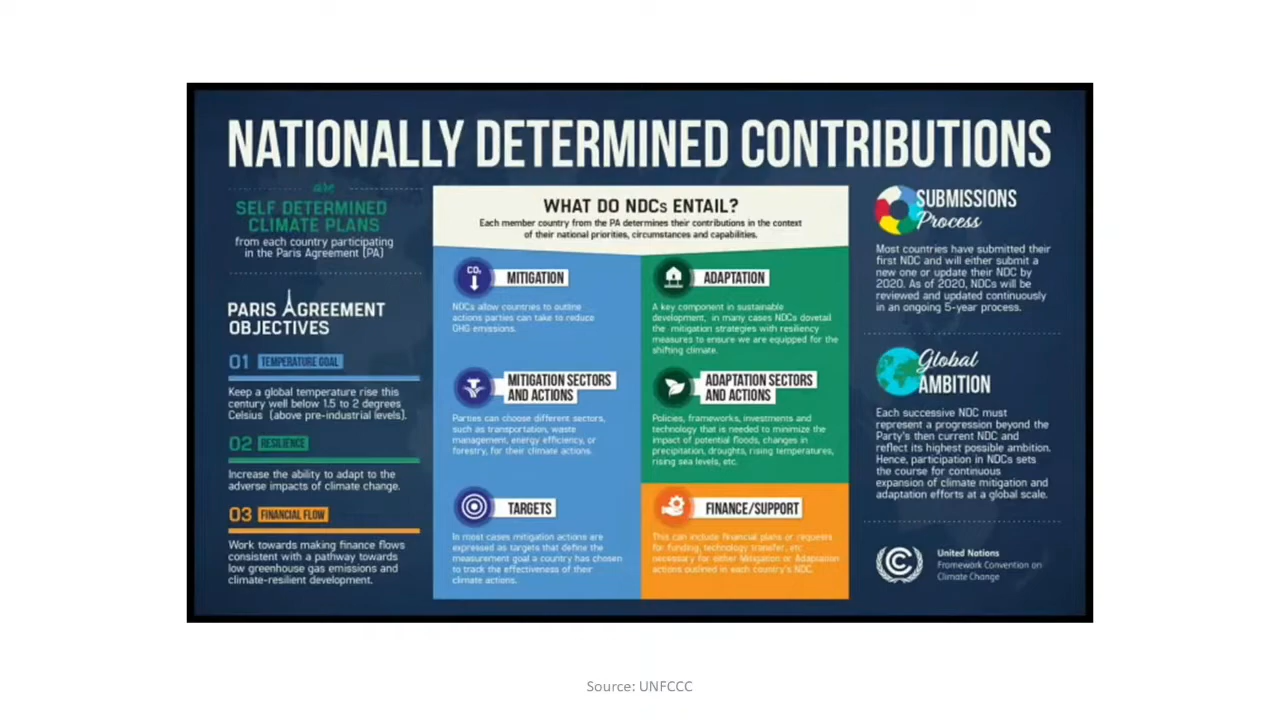 NATIONALLY DETERMINED CONTRIBUTIONS
are
SELF DETERMINED
CLIMATE PLANS
from each country participating
in the Paris Agreement (PA)
PARIS AGREEMENT
OBJECTIVES
01 TEMPERATURE GOAL
Keep a global temperature rise this
century well below 1.5 to 2 degrees
Celsius (above pre-industrial levels).
02 RESILIENCE
Increase the ability to adapt to the
adverse impacts of climate change.
03 FINANCIAL FLOW
Work towards making finance flows
consistent with a pathway towards
low greenhouse gas emissions and
climate-resilient development.
WHAT DO NDCs ENTAIL?
Each member country from the PA determines their contributions in the context
of their national priorities, circumstances and capabilities.
CO₂
MITIGATION
NDCs allow countries to outline
actions parties can take to reduce
GHG emissions.
MITIGATION SECTORS
AND ACTIONS
Parties can choose different sectors,
such as transportation, waste
management, energy efficiency, or
forestry, for their climate actions.
TARGETS
In most cases mitigation actions are
expressed as targets that define the
measurement goal a country has chosen
to track the effectiveness of their
climate actions.
ADAPTATION
A key component in sustainable
development, in many cases NDCs dovetail
the mitigation strategies with resiliency
measures to ensure we are equipped for the
shifting climate.
ADAPTATION SECTORS
AND ACTIONS
Policies, frameworks, investments and
technology that is needed to minimize the
impact of potential floods, changes in
precipitation, droughts, rising temperatures,
rising sea levels, etc.
FINANCE/SUPPORT
This can include financial plans or requests
for funding, technology transfer, etc
necessary for either Mitigation or Adaptation
actions outlined in each country's NDC.
SUBMISSIONS
Process
Most countries have submitted their
first NDC and will either submit a
new one or update their NDC by
2020. As of 2020, NDCs will be
reviewed and updated continuously
in an ongoing 5-year process.
Global
AMBITION
Each successive NDC must
represent a progression beyond the
Party's then current NDC and
reflect its highest possible ambition.
Hence, participation in NDCs sets
the course for continuous
expansion of climate mitigation and
adaptation efforts at a global scale.
United Nations
Framework Convention on
Climate Change
Source: UNFCCC